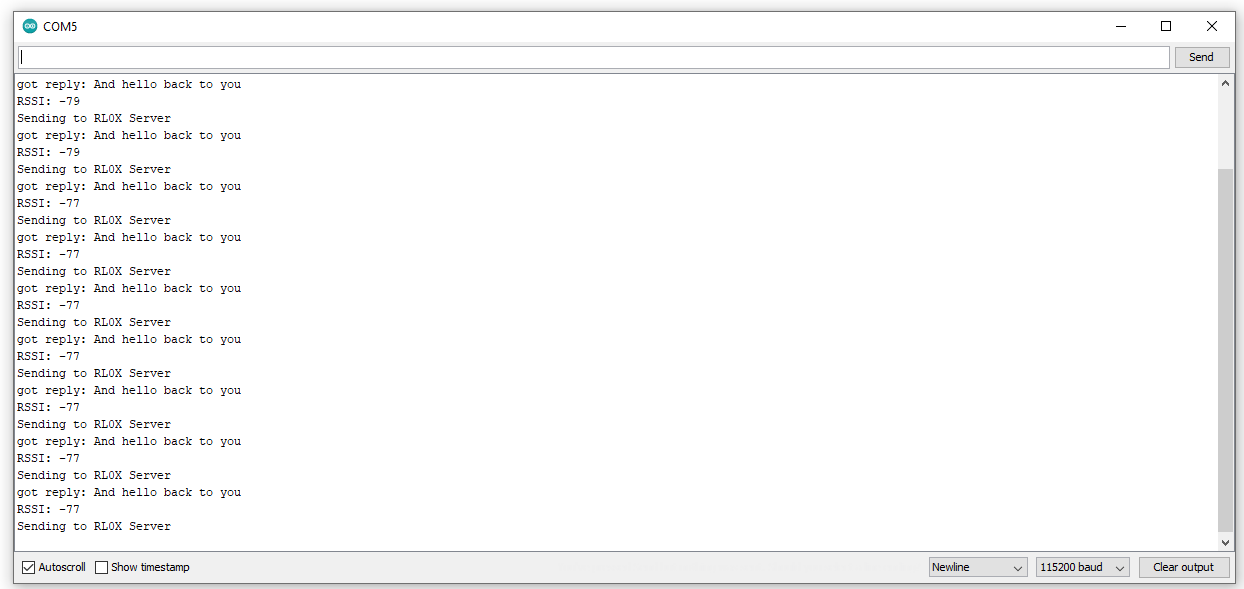 COM5
Send
got reply: And hello back to you
RSSI: -79
Sending to RL0X Server
got reply: And hello back to you
RSSI: -79
Sending to RL0X Server
got reply: And hello back to you
RSSI: -77
Sending to RL0X Server
got reply: And hello back to you
RSSI: -77
Sending to RL0X Server
got reply: And hello back to you
RSSI: -77
Sending to RL0X Server
got reply: And hello back to you
RSSI: -77
Sending to RL0X Server
got reply: And hello back to you
RSSI: -77
Sending to RL0X Server
got reply: And hello back to you
RSSI: -77
Sending to RL0X Server
got reply: And hello back to you
RSSI: -77
Sending to RL0X Server
Autoscroll Show timestamp Newline 115200 baud Clear output